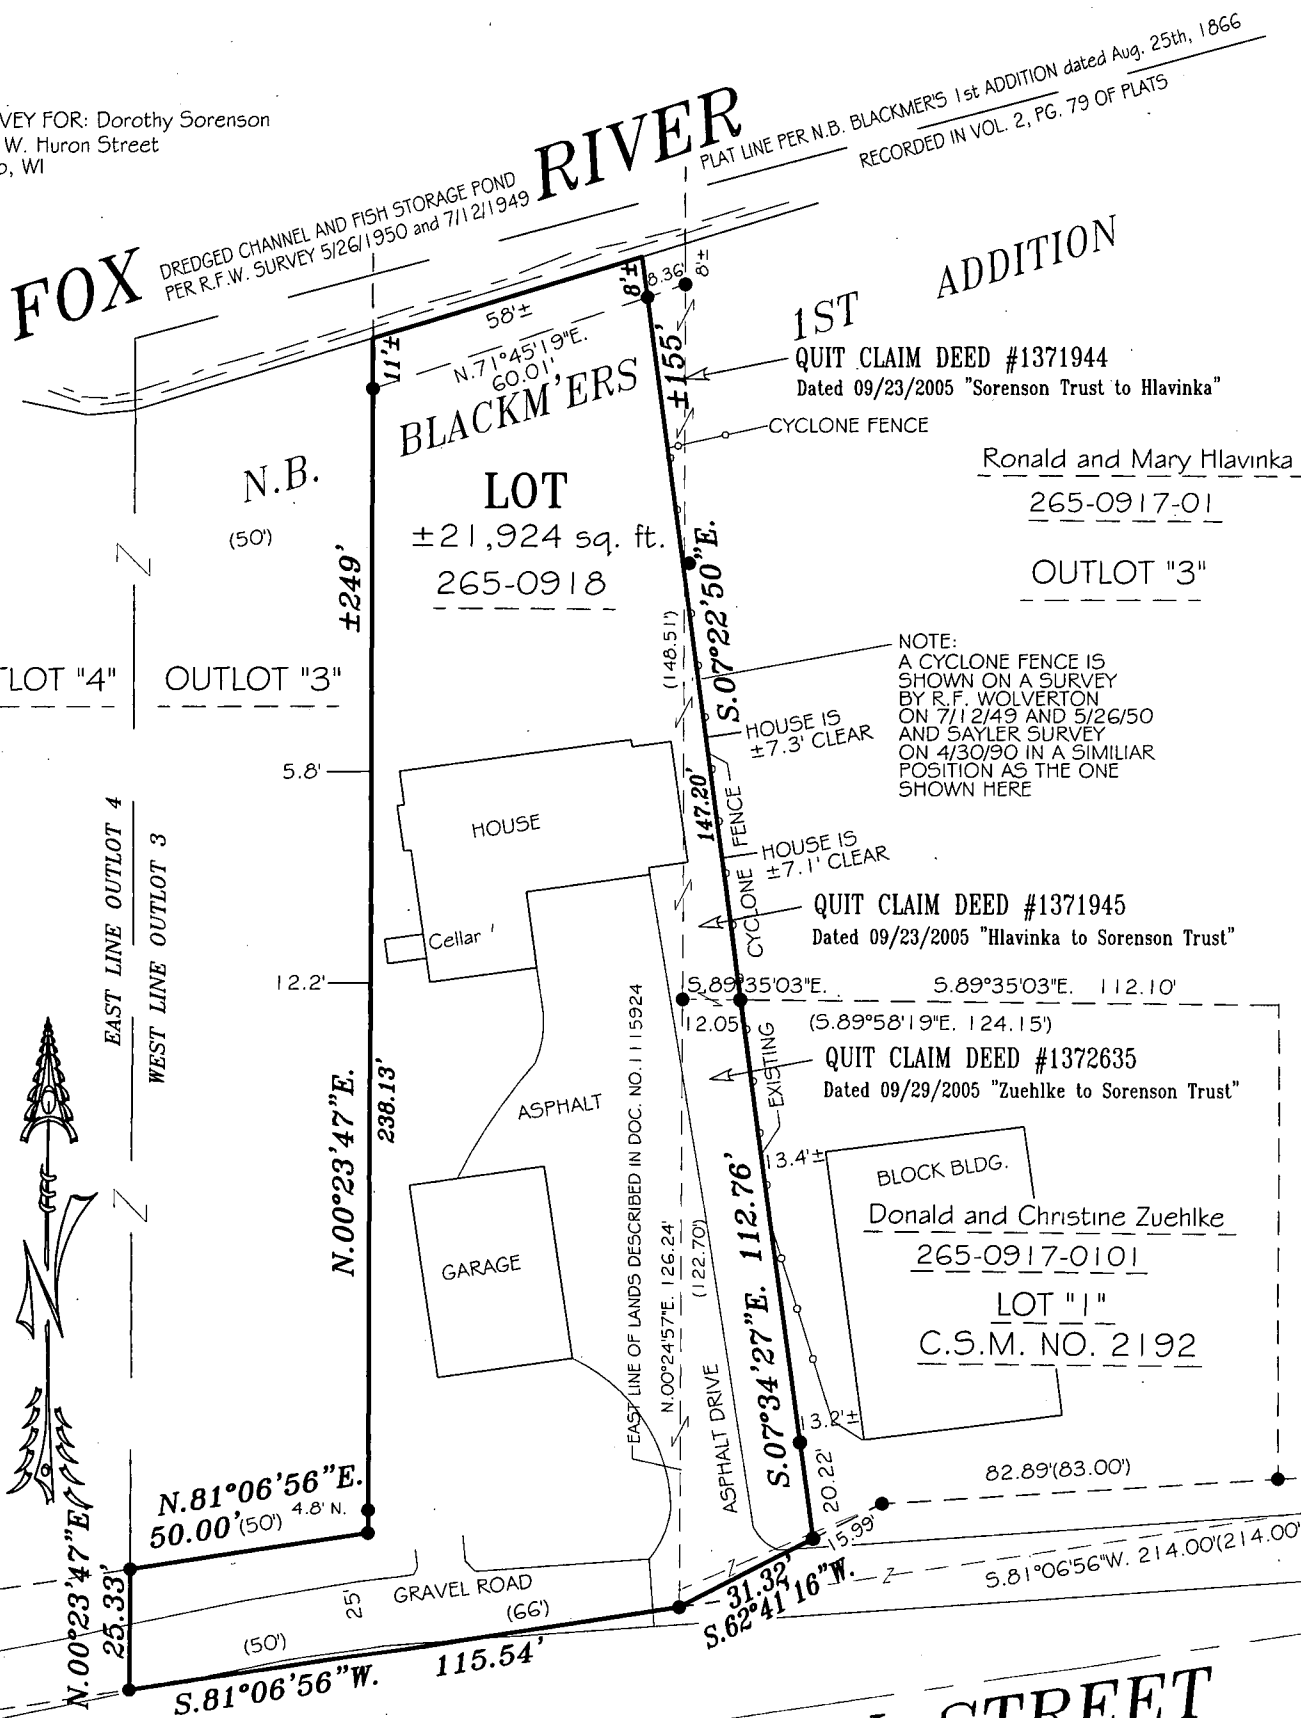 VEY FOR: Dorothy Sorenson
W. Huron Street
, WI
FOX
RIVER
DREDGED CHANNEL AND FISH STORAGE POND
PER R.F.W. SURVEY 5/26/1950 and 7/12/1949
PLAT LINE PER N.B. BLACKMER'S 1st ADDITION dated Aug. 25th, 1866
RECORDED IN VOL. 2, PG. 79 OF PLATS
N.B.
BLACKM'ERS
1ST
ADDITION
8'±
8.36'
8'±
58'±
11'±
N.71°45'19"E.
60.01'
±155'
QUIT CLAIM DEED #1371944
Dated 09/23/2005 "Sorenson Trust to Hlavinka"
CYCLONE FENCE
Ronald and Mary Hlavinka
265-0917-01
OUTLOT "3"
(50')
LOT
±21,924 sq. ft.
265-0918
±249'
S.07°22'50"E.
(148.51')
TLOT "4"
OUTLOT "3"
NOTE:
A CYCLONE FENCE IS
SHOWN ON A SURVEY
BY R.F. WOLVERTON
ON 7/12/49 AND 5/26/50
AND SAYLER SURVEY
ON 4/30/90 IN A SIMILIAR
POSITION AS THE ONE
SHOWN HERE
HOUSE IS
±7.3' CLEAR
5.8'
HOUSE
147.20'
HOUSE IS
±7.1' CLEAR
EXISTING CYCLONE FENCE
EAST LINE OUTLOT 4
WEST LINE OUTLOT 3
Cellar
QUIT CLAIM DEED #1371945
Dated 09/23/2005 "Hlavinka to Sorenson Trust"
12.2'
S.89°35'03"E.
12.05'
S.89°35'03"E. 112.10'
(S.89°58'19"E. 124.15')
QUIT CLAIM DEED #1372635
Dated 09/29/2005 "Zuehlke to Sorenson Trust"
N.00°23'47"E.
238.13'
ASPHALT
EAST LINE OF LANDS DESCRIBED IN DOC. NO.1115924
N.00°24'57"E. 126.24'
(122.70')
13.4'±
BLOCK BLDG.
Donald and Christine Zuehlke
265-0917-0101
LOT "1"
C.S.M. NO. 2192
GARAGE
S.07°34'27"E. 112.76'
ASPHALT DRIVE
13.2'±
20.22'
82.89'(83.00')
N.81°06'56"E.
50.00'(50') 4.8' N.
N.00°23'47"E.
25.33'
25'
GRAVEL ROAD
(66')
(50')
S.81°06'56"W. 115.54'
31.32'
S.62°41'16"W.
15.99'
S.81°06'56"W. 214.00'(214.00'
STREET